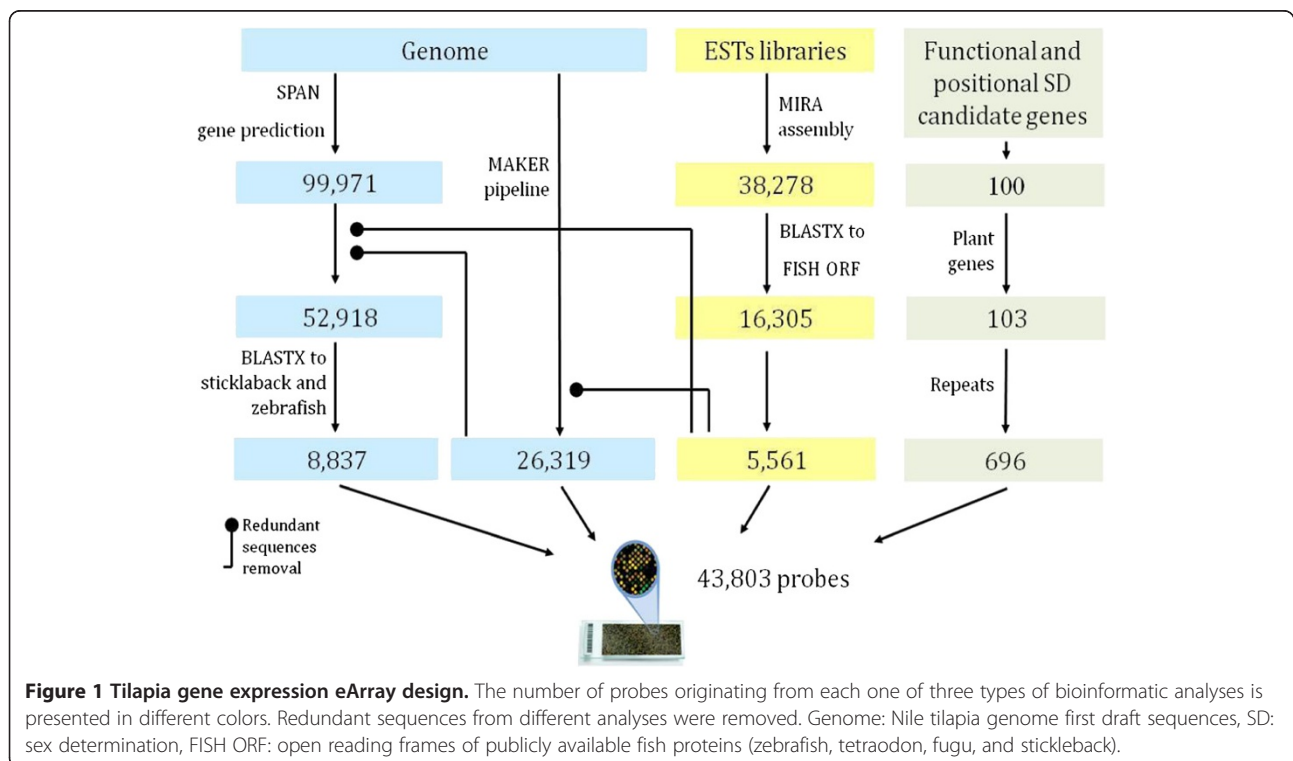 Genome
ESTs libraries
Functional and
positional SD
candidate genes
SPAN
gene prediction
MIRA
assembly
MAKER
pipeline
99,971
38,278
100
BLASTX to
FISH ORF
Plant
genes
52,918
16,305
103
BLASTX to
sticklaback and
zebrafish
Repeats
8,837
26,319
5,561
696
Redundant
sequences
removal
43,803 probes
Figure 1 Tilapia gene expression eArray design. The number of probes originating from each one of three types of bioinformatic analyses is
presented in different colors. Redundant sequences from different analyses were removed. Genome: Nile tilapia genome first draft sequences, SD:
sex determination, FISH ORF: open reading frames of publicly available fish proteins (zebrafish, tetraodon, fugu, and stickleback).